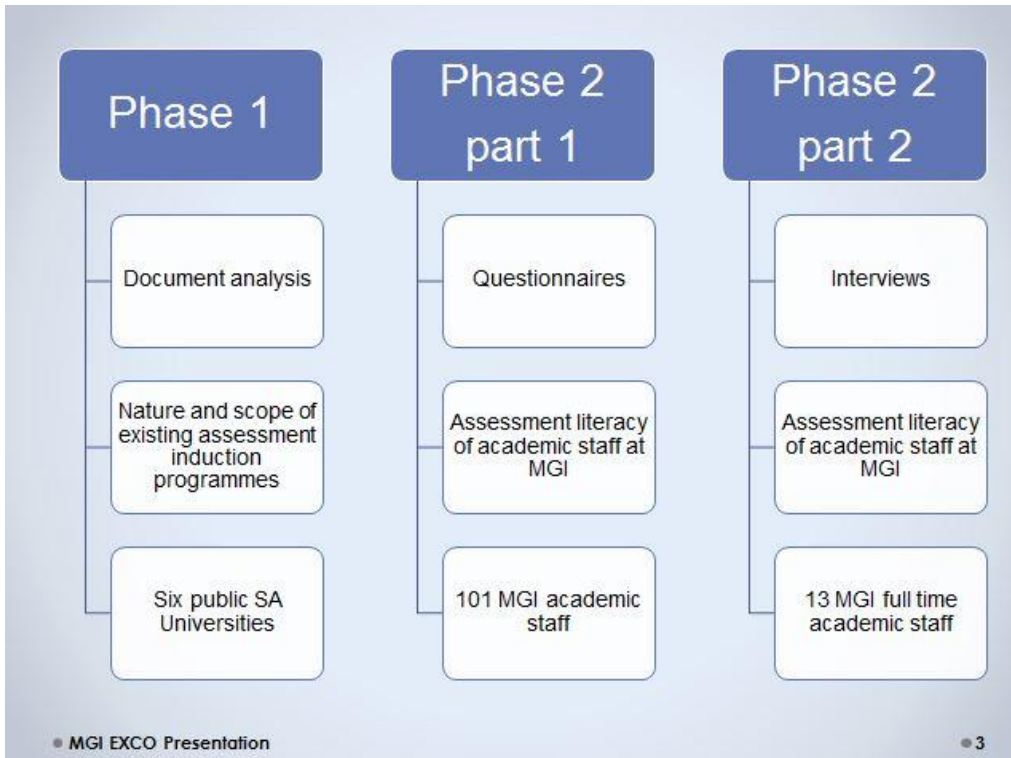 Phase 1
Document analysis
Nature and scope of
existing assessment
induction
programmes
Six public SA
Universities
Phase 2
part 1
Questionnaires
Assessment literacy
of academic staff at
MGI
101 MGI academic
staff
Phase 2
part 2
Interviews
Assessment literacy
of academic staff at
MGI
13 MGI full time
academic staff
MGI EXCO Presentation
3